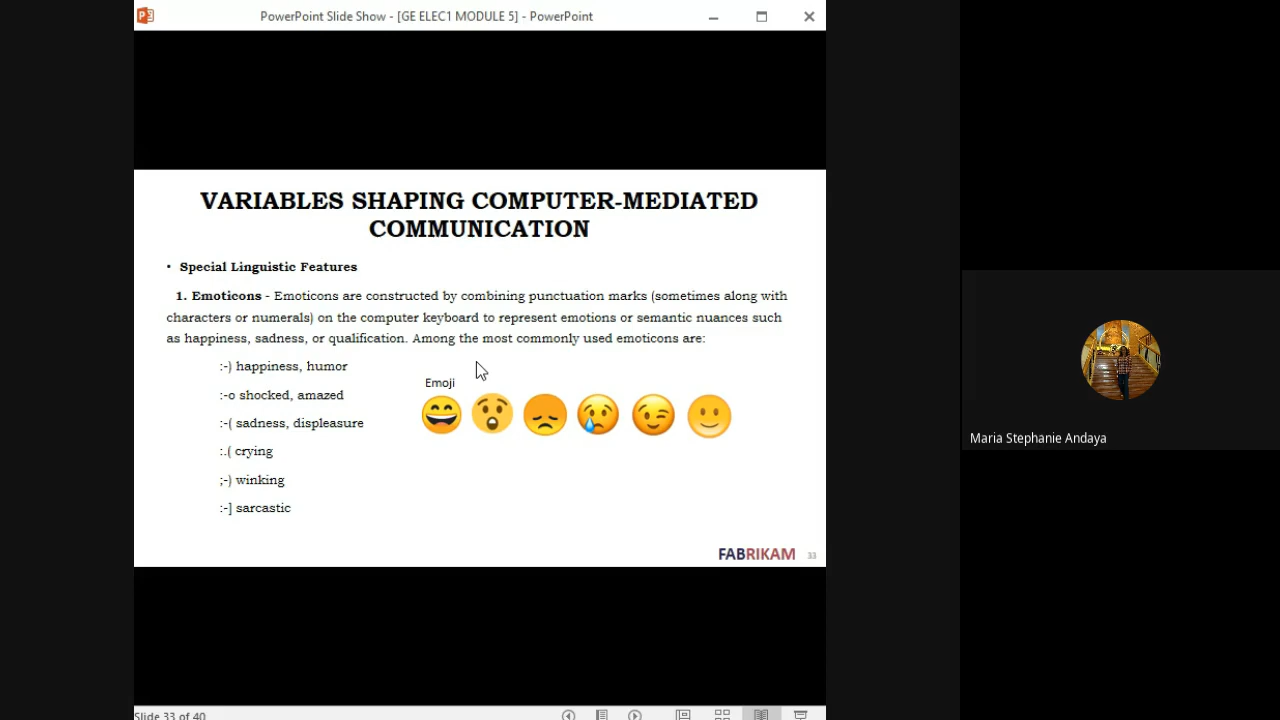 PowerPoint Slide Show - [GE ELEC1 MODULE 5] - PowerPoint
VARIABLES SHAPING COMPUTER-MEDIATED
COMMUNICATION
• Special Linguistic Features
1. Emoticons - Emoticons are constructed by combining punctuation marks (sometimes along with
characters or numerals) on the computer keyboard to represent emotions or semantic nuances such
as happiness, sadness, or qualification. Among the most commonly used emoticons are:
:-) happiness, humor
Emoji
:-o shocked, amazed
:-( sadness, displeasure
:.( crying
;-) winking
:-] sarcastic
FABRIKAM 33
Slide 33 of 40
Maria Stephanie Andaya